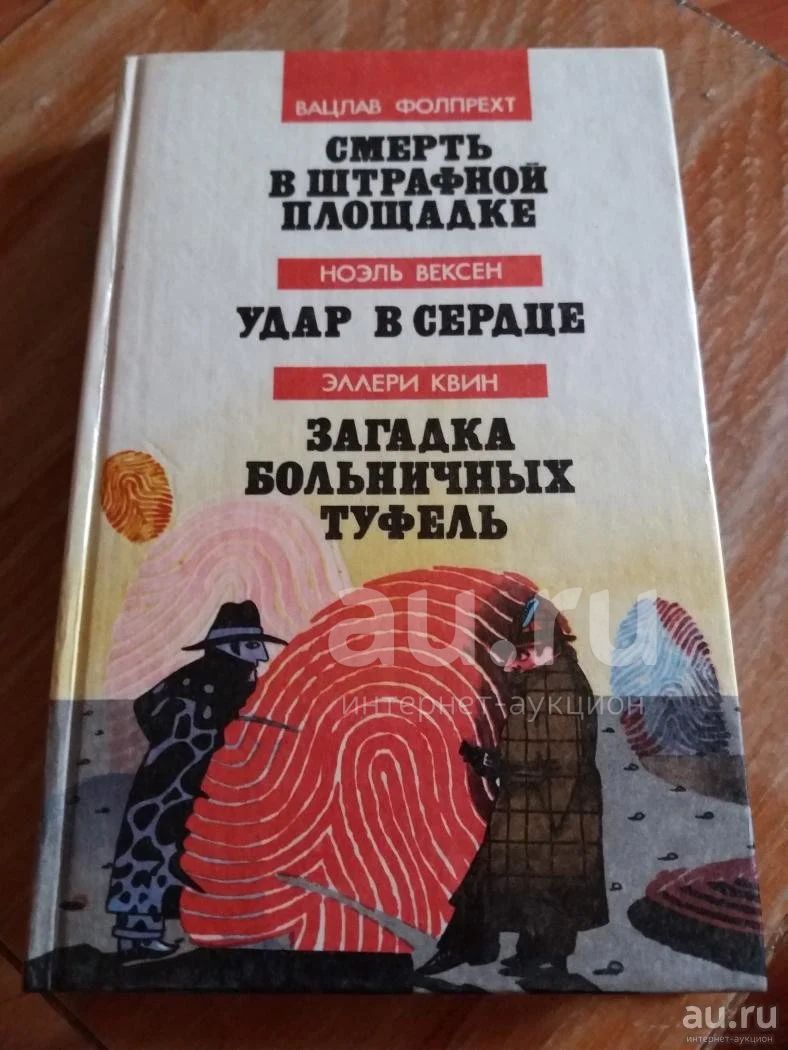 ВАЦЛАВ ФОЛПРЕХТ
СМЕРТЬ
В ШТРАФНОЙ
ПЛОЩАДКЕ
НОЭЛЬ ВЕКСЕН
УДАР В СЕРДЦЕ
ЭЛЛЕРИ КВИН
ЗАГАДКА
БОЛЬНИЧНЫХ
ТУФЕЛЬ
au.ru
интернет-аукцион
au.ru
интернет-аукцион